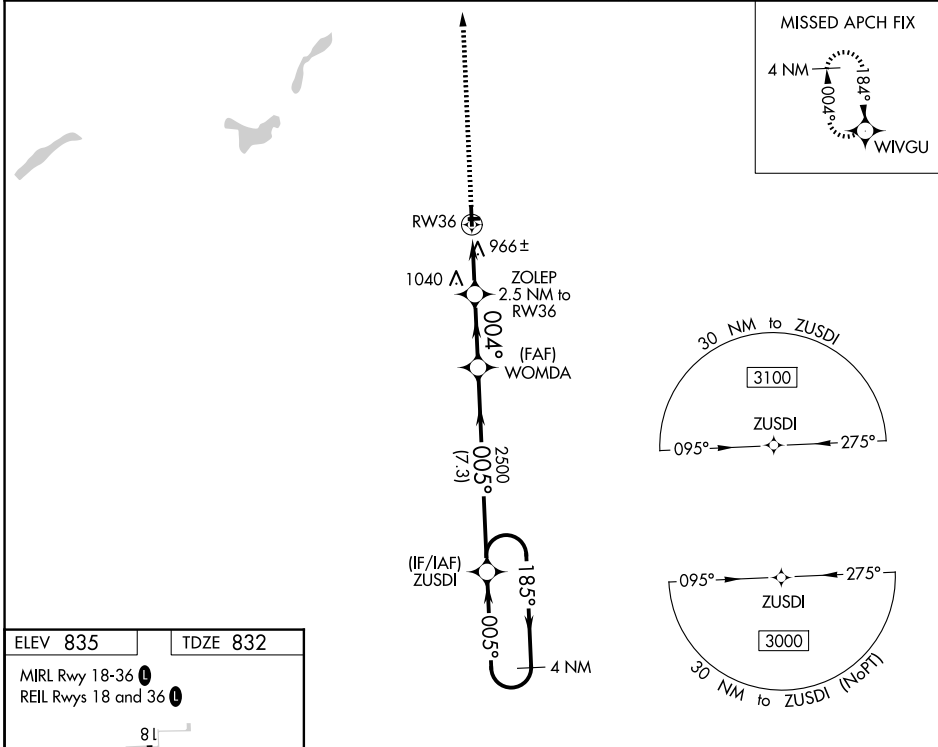 MISSED APCH FIX
4 NM
184°
004°
WIVGU
RW36
966±
1040
ZOLEP
2.5 NM to
RW36
004°
(FAF)
WOMDA
2500
005°
(7.3)
(IF/IAF)
ZUSDI
185°
005°
4 NM
30 NM to ZUSDI
3100
ZUSDI
095°
275°
095°
275°
ZUSDI
3000
30 NM to ZUSDI (NoPT)
ELEV 835
TDZE 832
MIRL Rwy 18-36 L
REIL Rwys 18 and 36 L
18